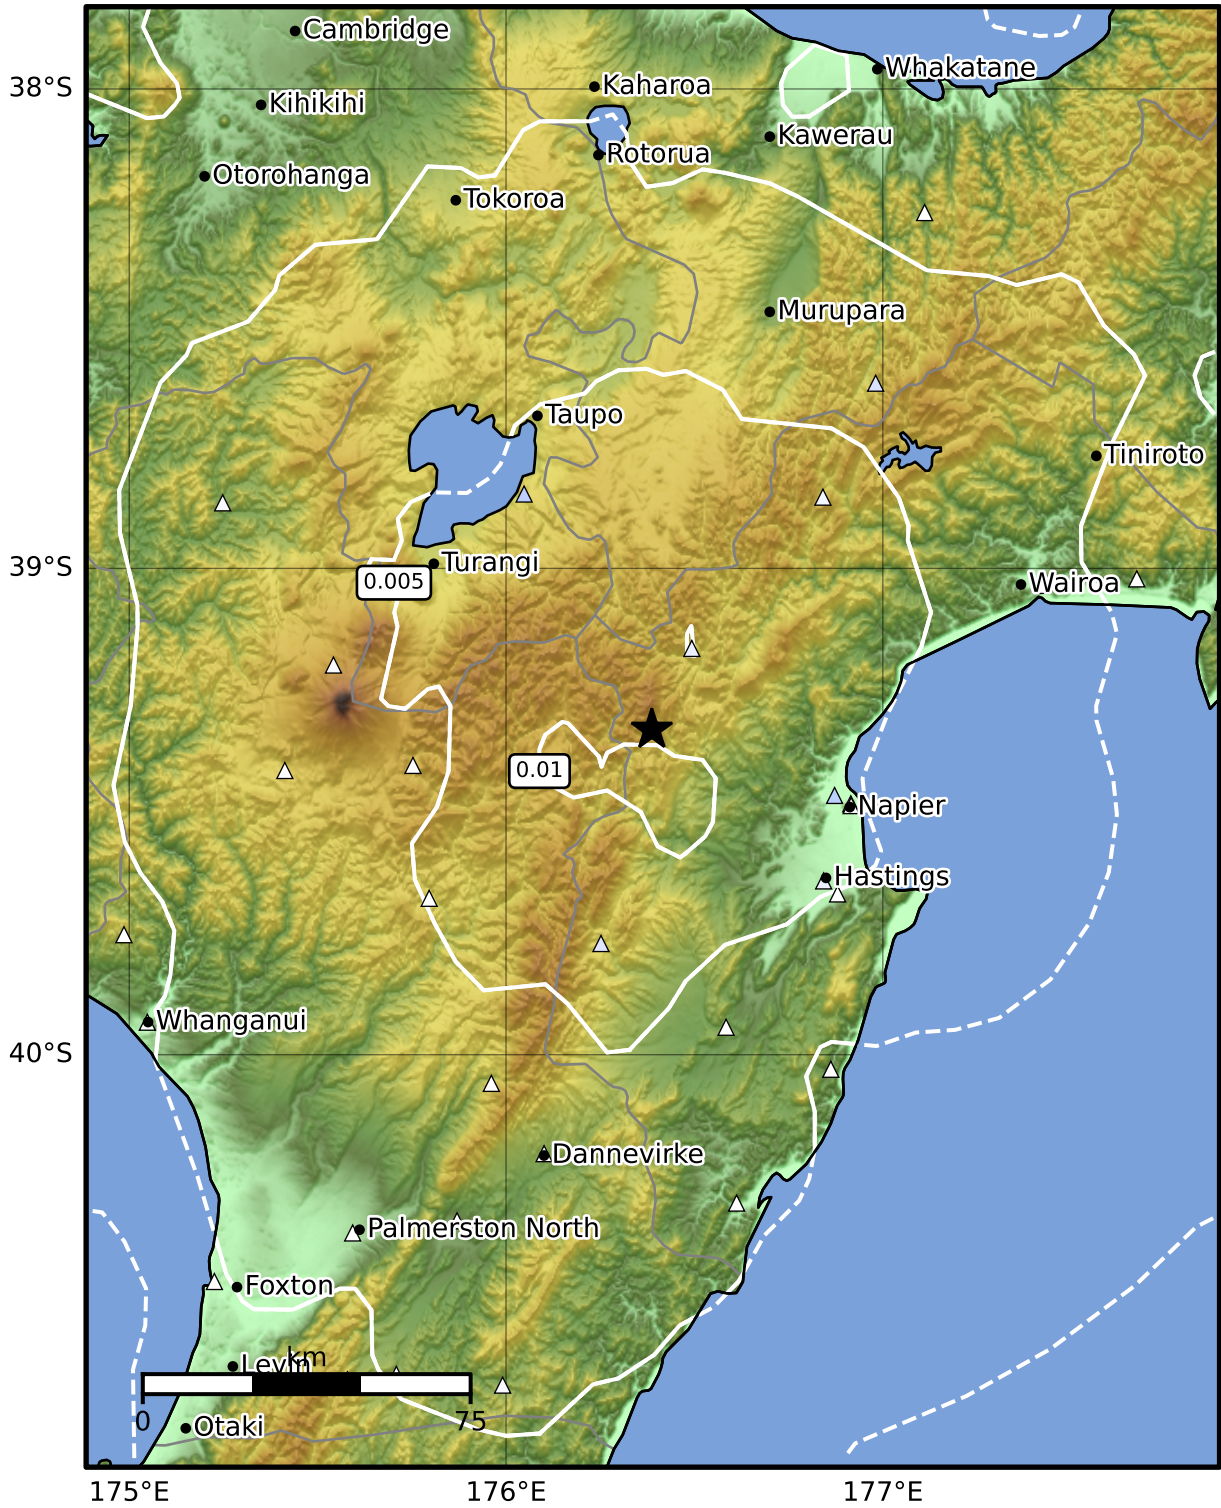 Cambridge
Whakatane
Kaharoa
38°S
Kihikihi
Kawerau
Rotorua
Otorohanga
Tokoroa
Murupara
Taupo
Tiniroto
Turangi
39°S
0.005
Wairoa
0.01
Napier
Hastings
Whanganui
40°S
Dannevirke
Palmerston North
Foxton
km
Levin
0
75
Otaki
175°E
176°E
177°E